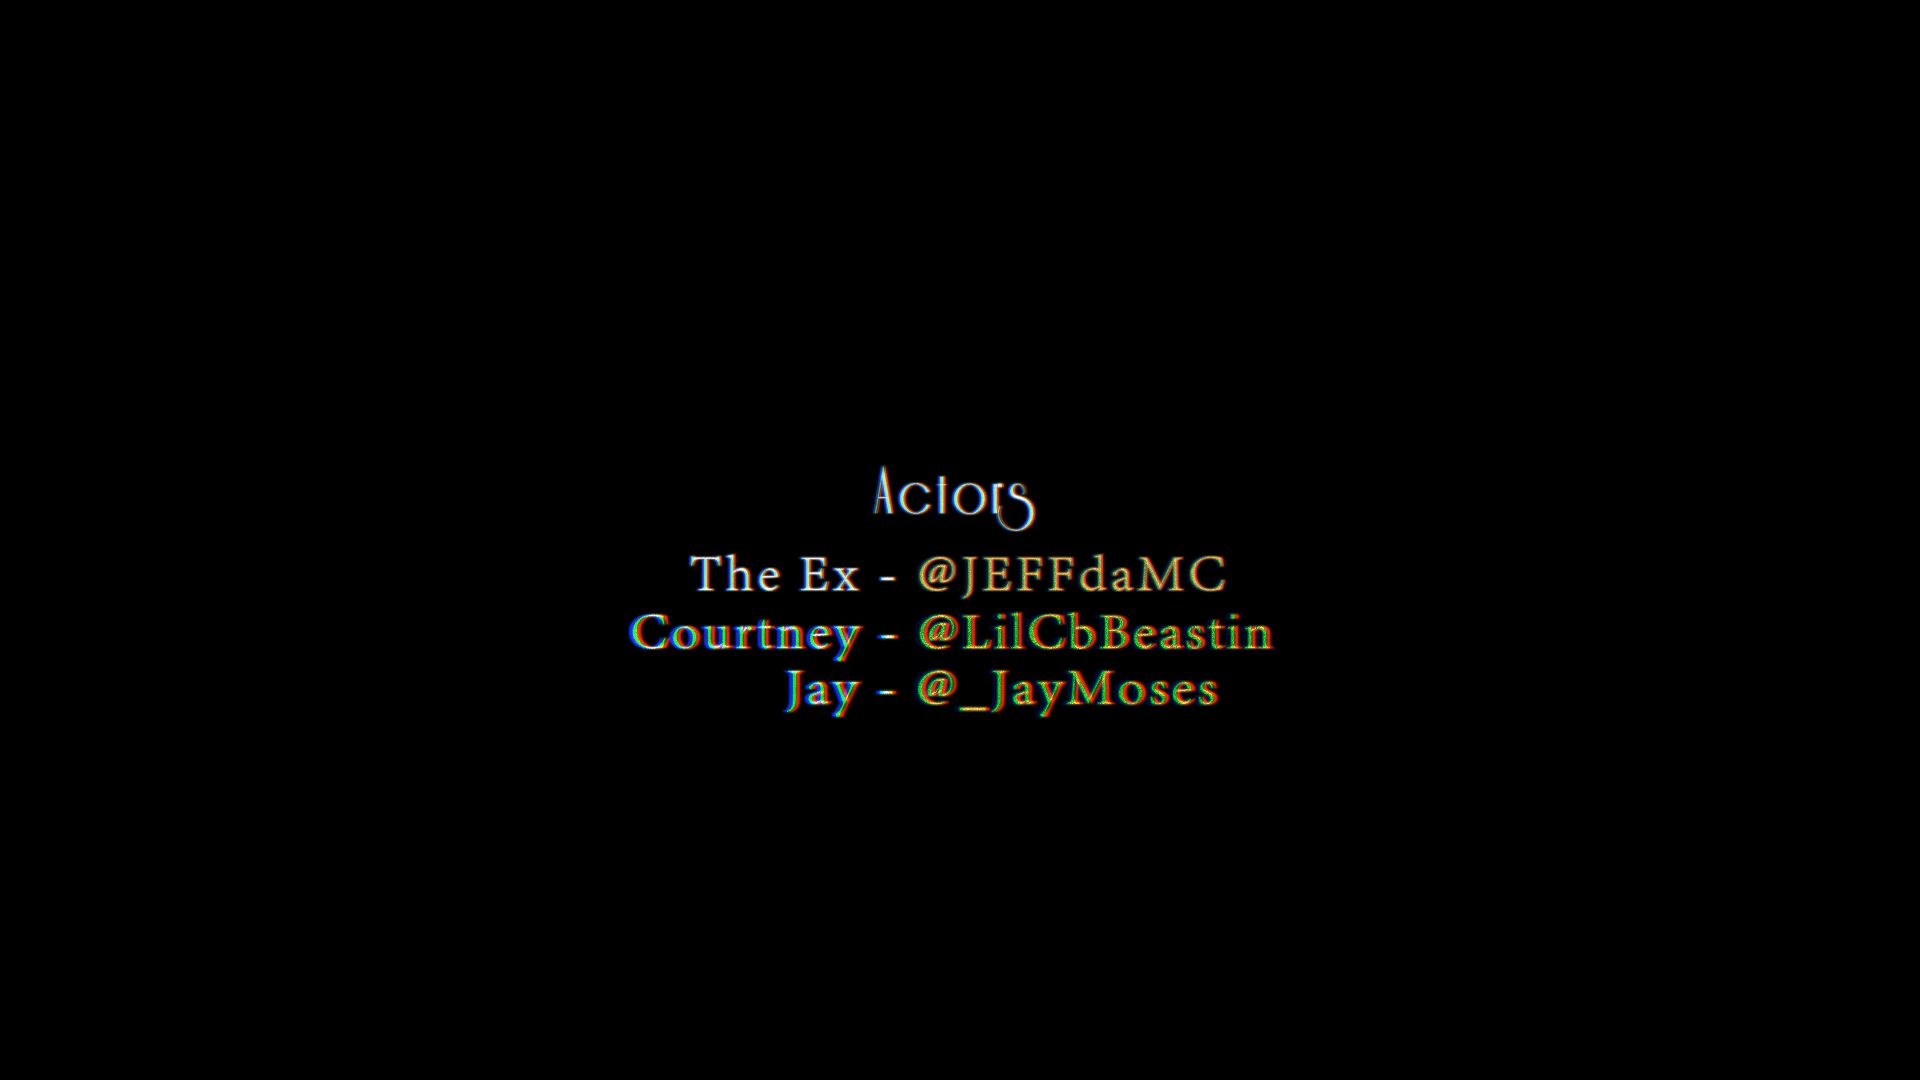 Actors
The Ex - @JEFFdaMC
Courtney - @LilCbBeastin
Jay - @_JayMoses